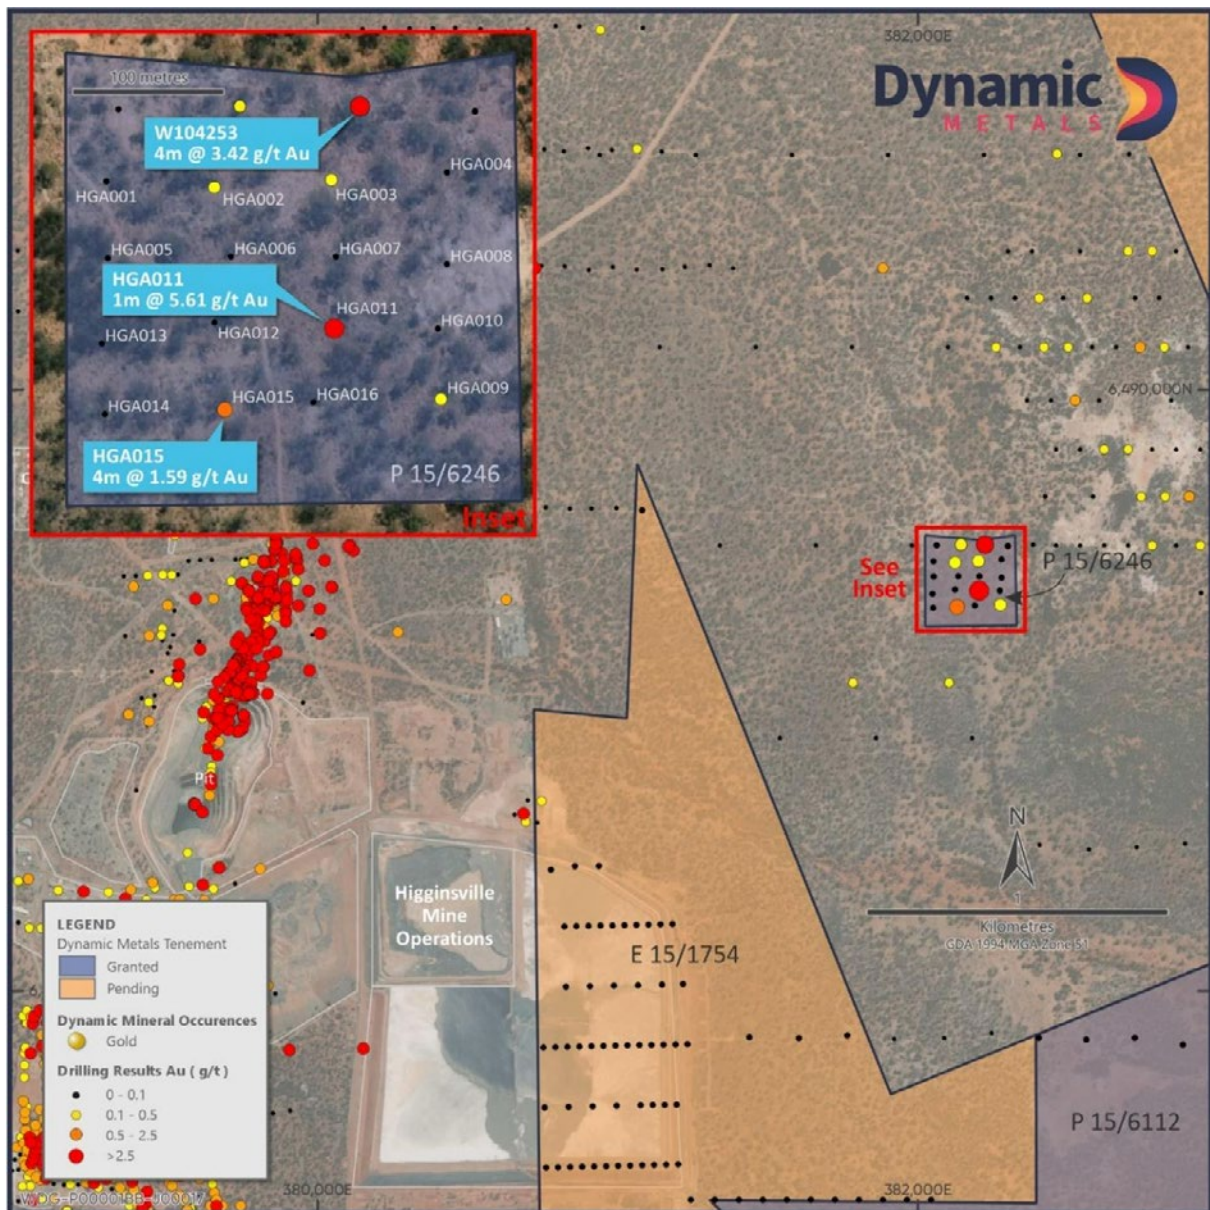 382,000E
Dynamic
METALS
100 metres
W104253
4m @ 3.42 g/t Au
HGA004
HGA001
HGA002
HGA003
HGA005
HGA006
HGA007
HGA008
HGA011
1m @ 5.61 g/t Au
HGA011
HGA013
HGA012
HGA010
HGA014
HGA015
HGA016
HGA009
HGA015
4m @ 1.59 g/t Au
P 15/6246
Inset
6,490,000N
See
Inset
P 15/6246
Pit
N
1
Kilometres
GDA 1994 MGA Zone 51
Higginsville
Mine
Operations
E 15/1754
P 15/6112
LEGEND
Dynamic Metals Tenement
Granted
Pending
Dynamic Mineral Occurences
Gold
Drilling Results Au ( g/t )
0 - 0.1
0.1 - 0.5
0.5 - 2.5
>2.5
380,000E
382,000E